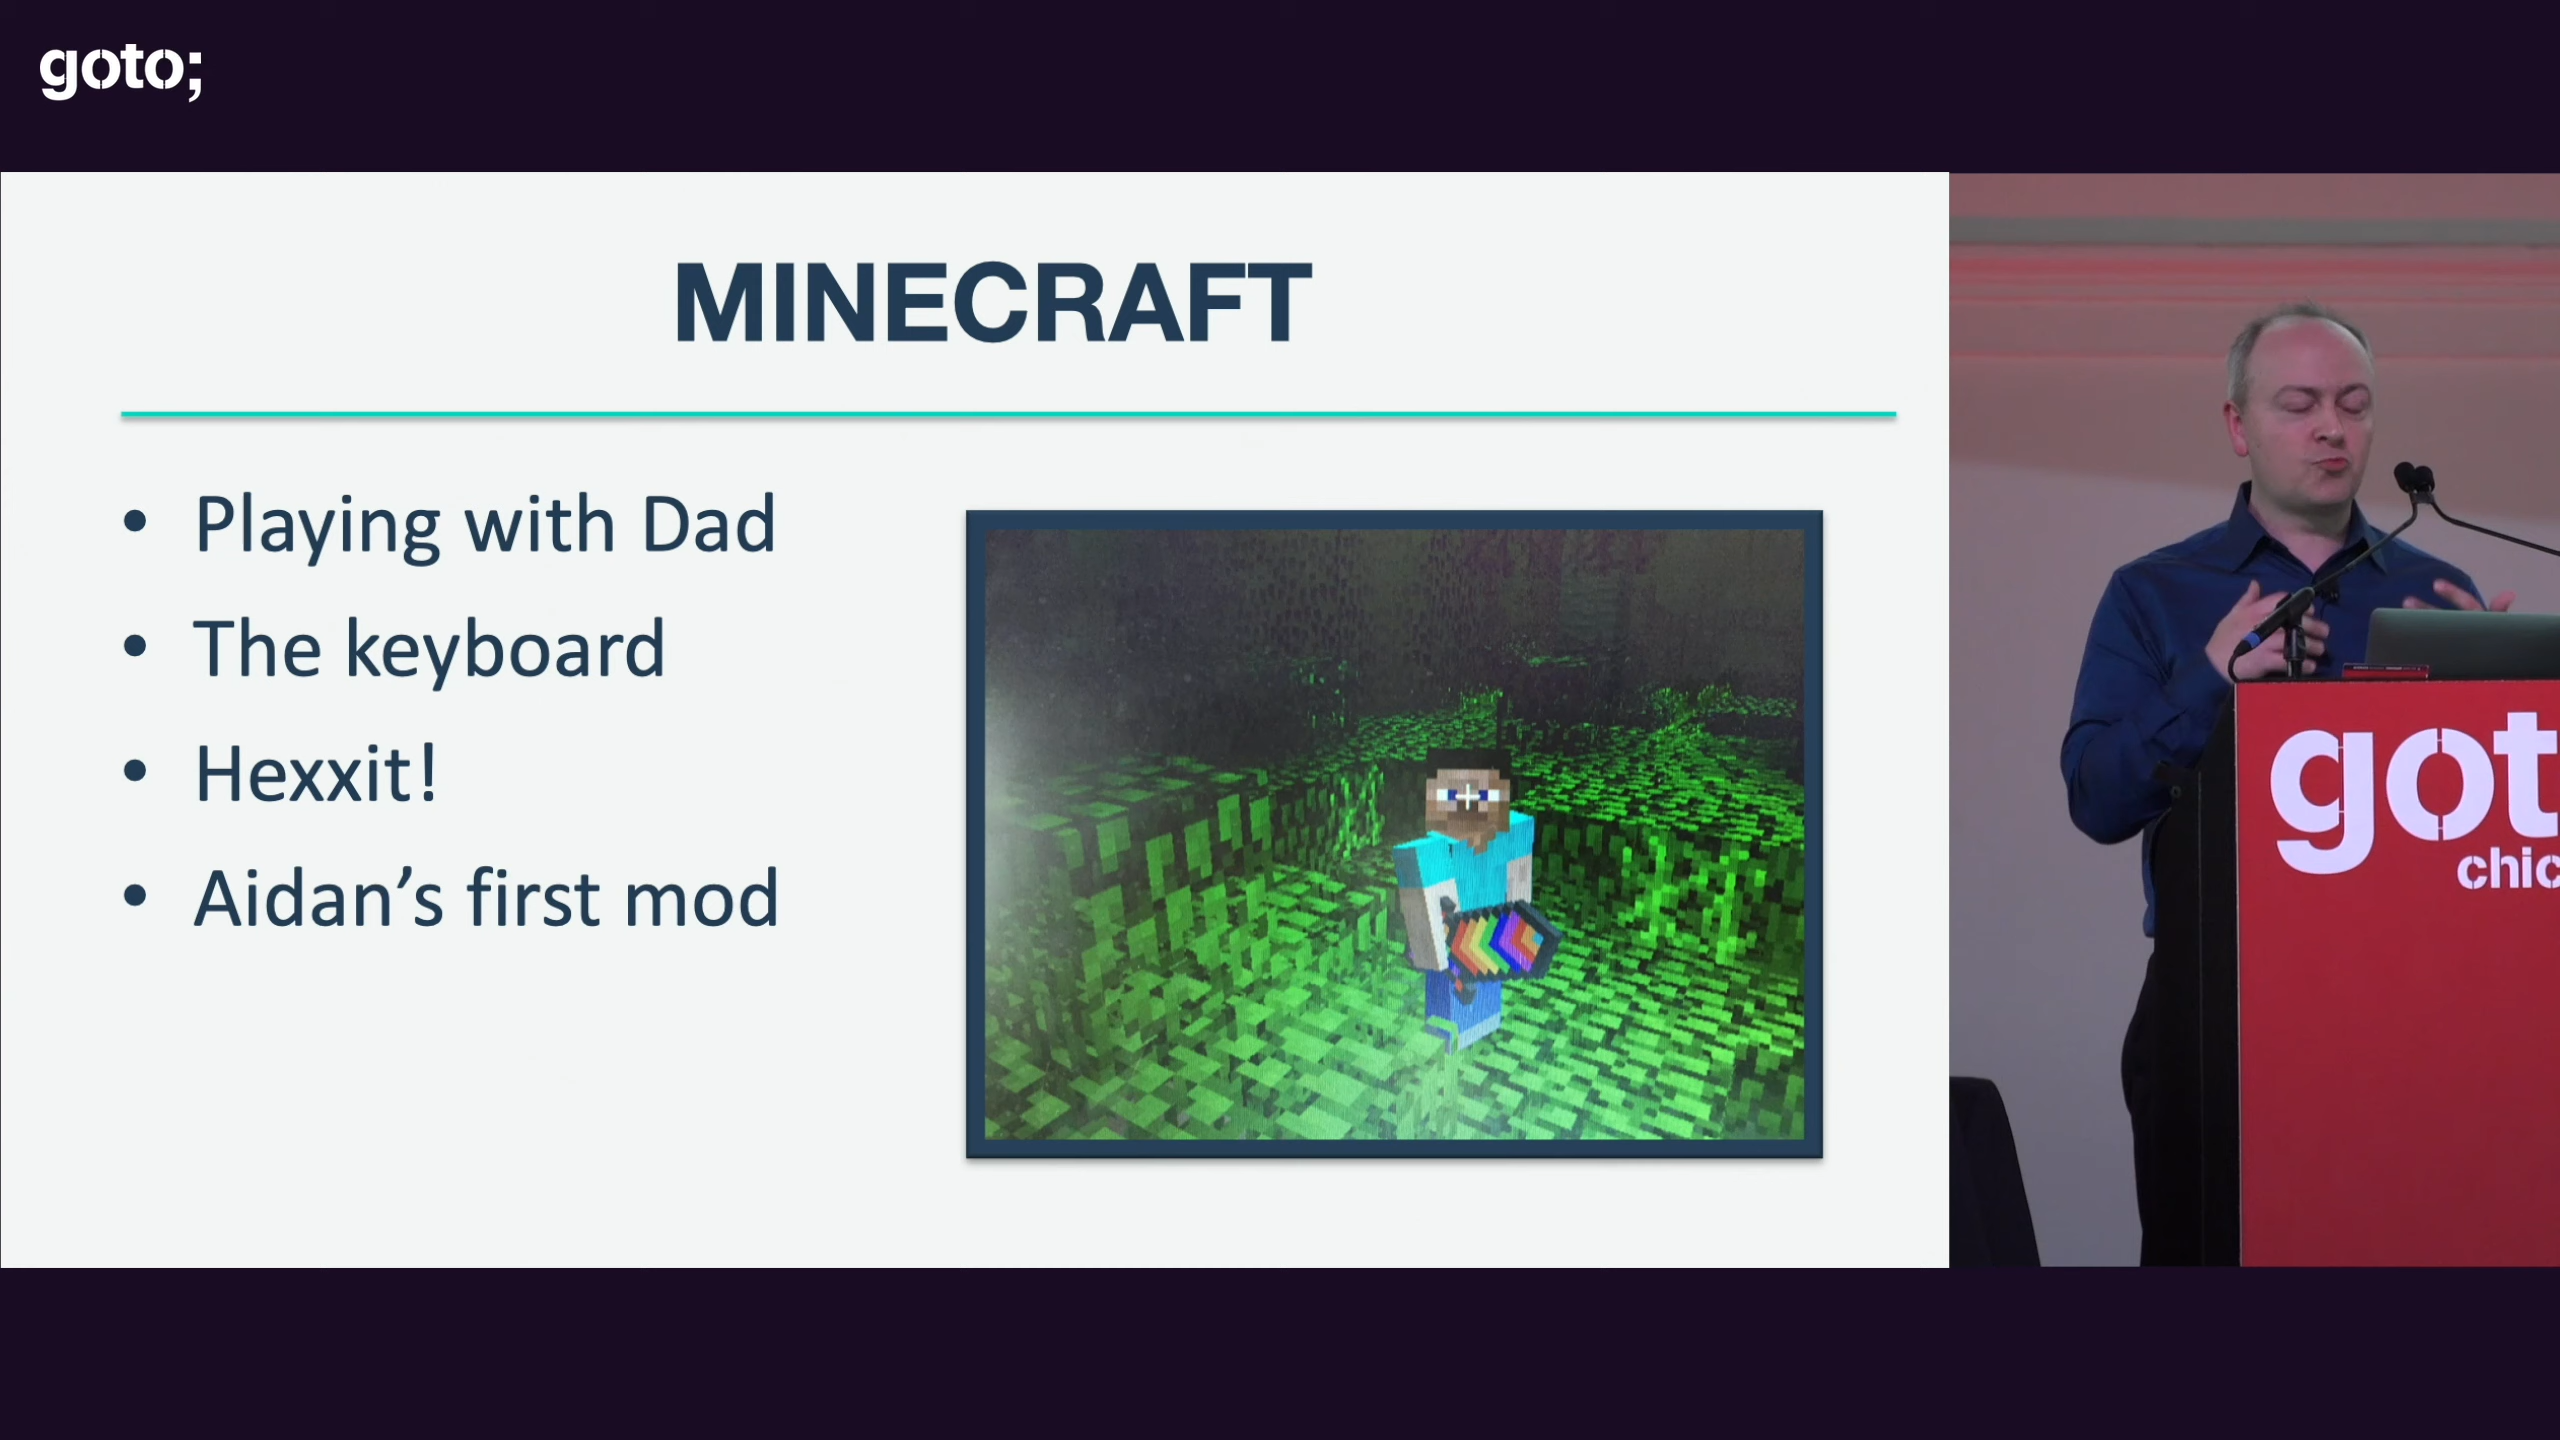 goto;
MINECRAFT
• Playing with Dad
• The keyboard
• Hexxit!
• Aidan’s first mod
got
chic